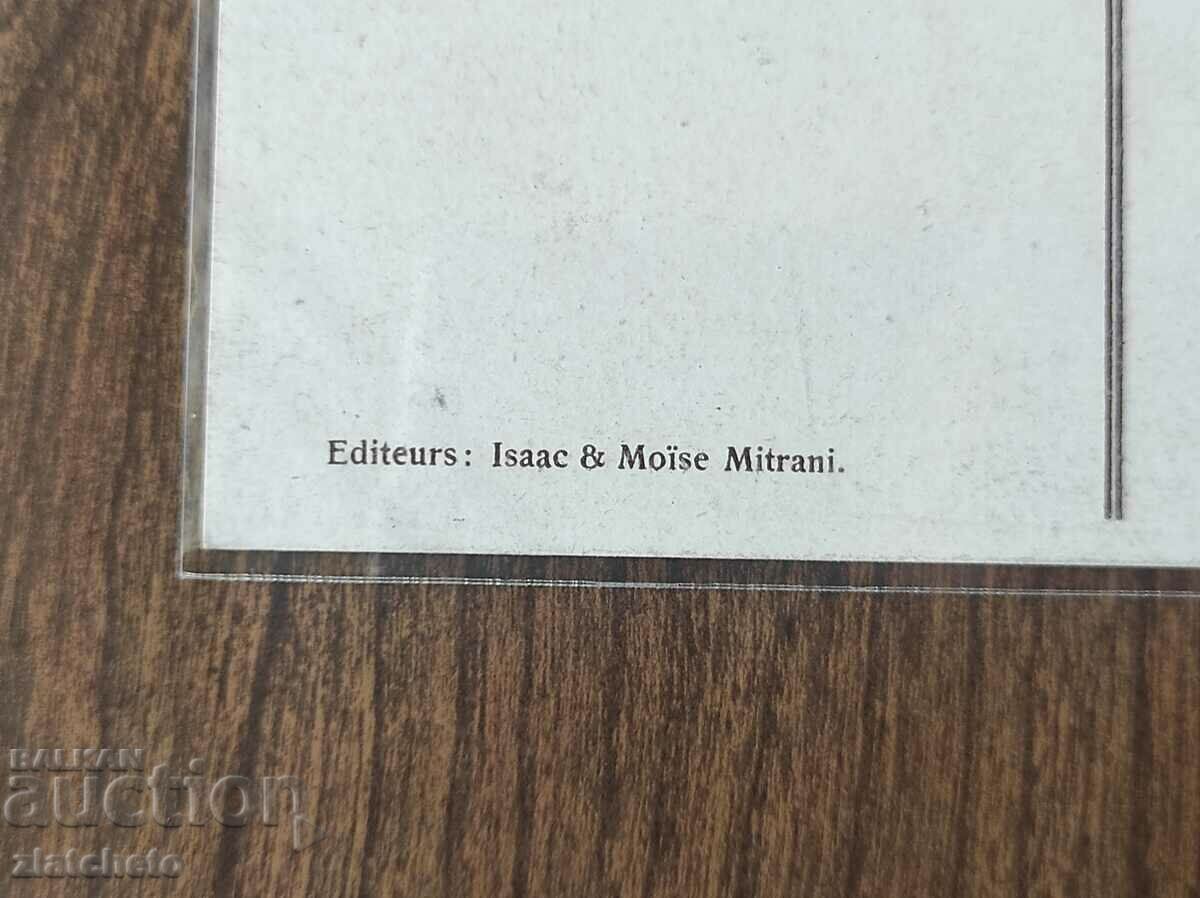 Editeurs: Isaac & Moïse Mitrani.
BALKAN
auction
zlatcheto